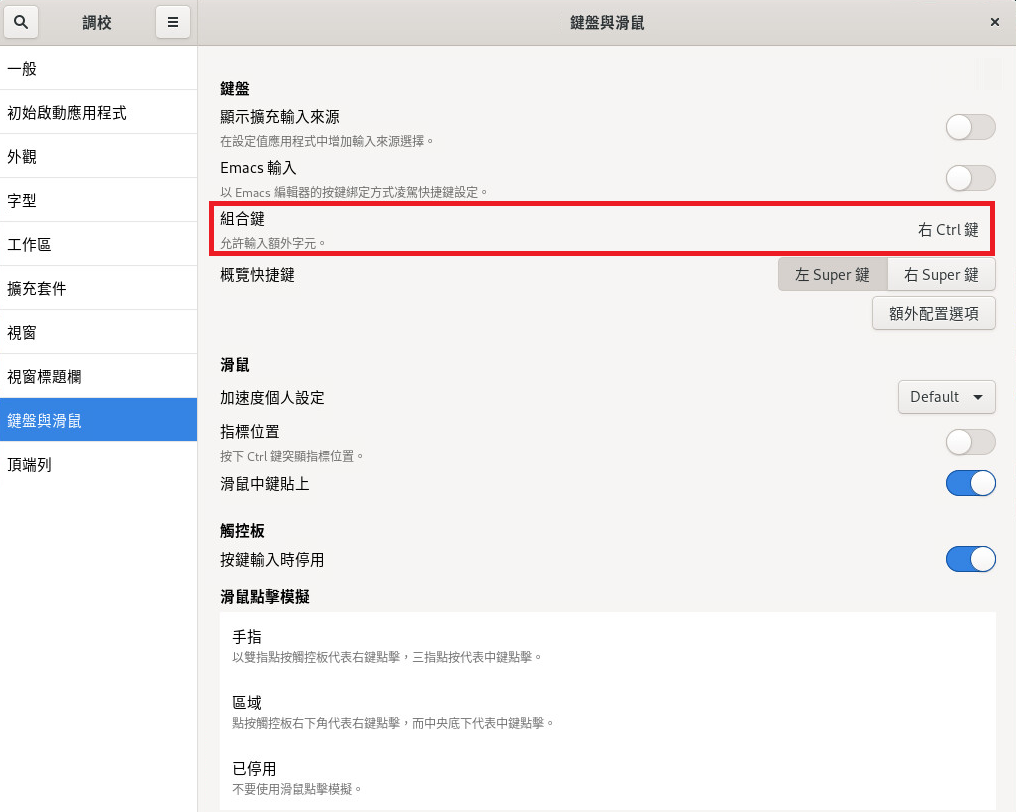 調校
鍵盤與滑鼠
一般
初始啟動應用程式
外觀
字型
工作區
擴充套件
視窗
視窗標題欄
鍵盤與滑鼠
頂端列
鍵盤
顯示擴充輸入來源
在設定值應用程式中增加輸入來源選擇。
Emacs 輸入
以 Emacs 編輯器的按鍵綁定方式凌駕快捷鍵設定。
組合鍵
右 Ctrl 鍵
允許輸入額外字元。
概覽快捷鍵
左 Super 鍵
右 Super 鍵
額外配置選項
滑鼠
加速度個人設定
Default
指標位置
按下 Ctrl 鍵突顯指標位置。
滑鼠中鍵貼上
觸控板
按鍵輸入時停用
滑鼠點擊模擬
手指
以雙指點按觸控板代表右鍵點擊，三指點按代表中鍵點擊。
區域
點按觸控板右下角代表右鍵點擊，而中央底下代表中鍵點擊。
已停用
不要使用滑鼠點擊模擬。